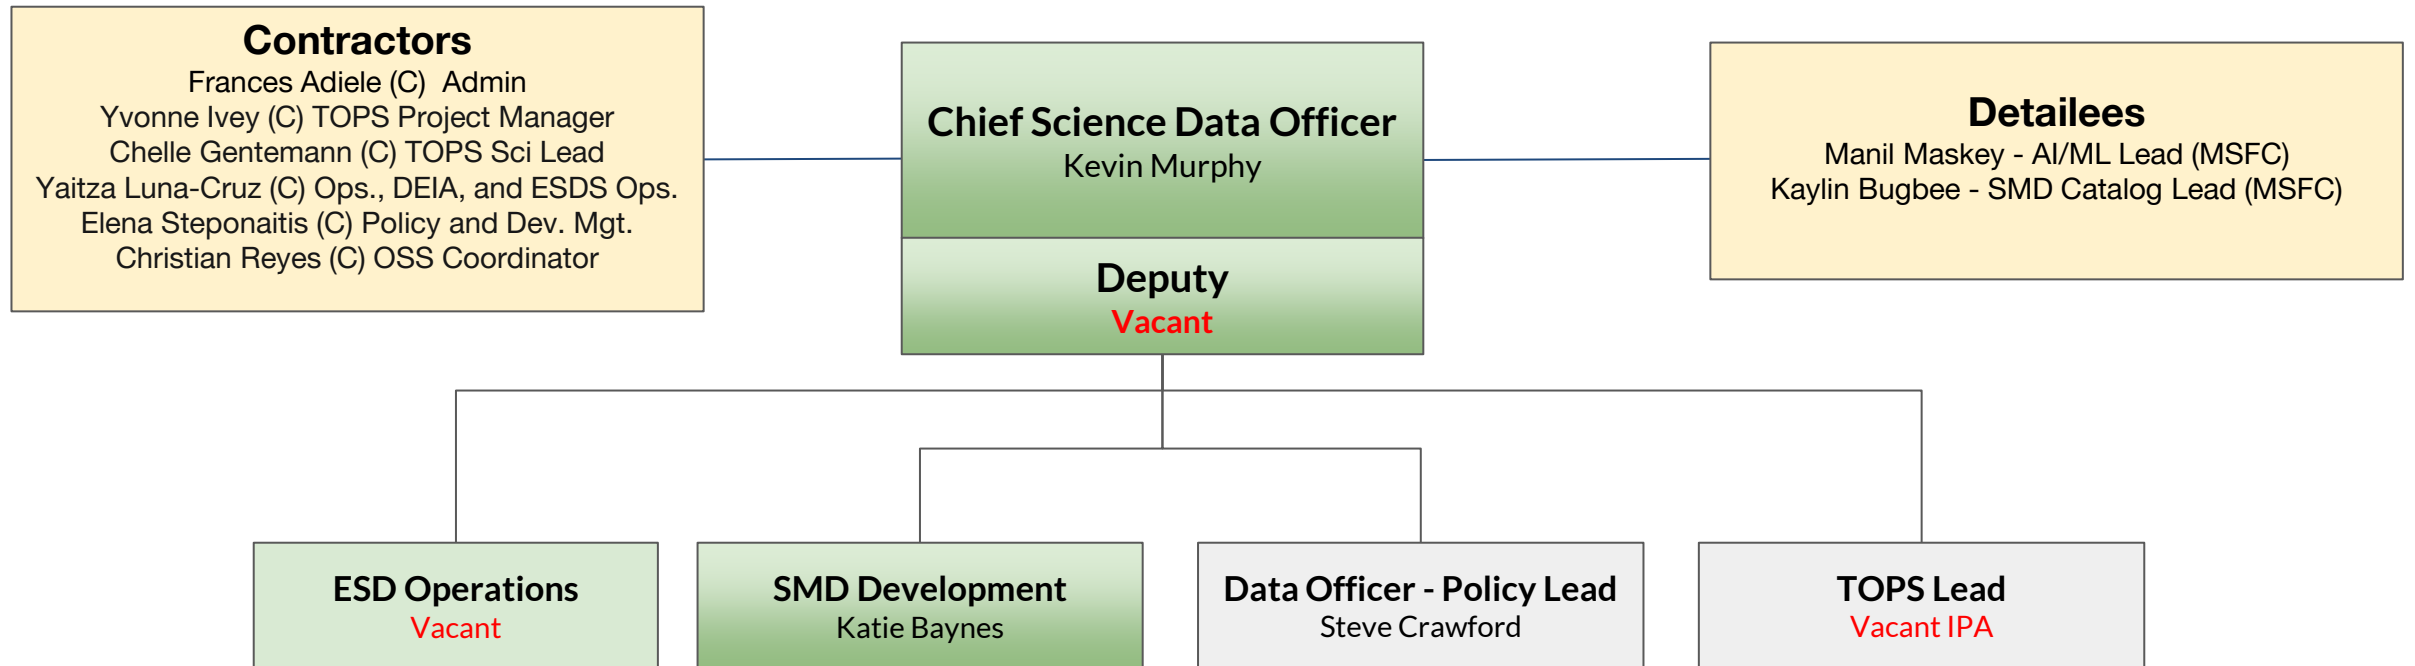 Contractors
Frances Adiele (C)  Admin
Yvonne Ivey (C) TOPS Project Manager
Chelle Gentemann (C) TOPS Sci Lead
Yaitza Luna-Cruz (C) Ops., DEIA, and ESDS Ops.
Elena Steponaitis (C) Policy and Dev. Mgt.
Christian Reyes (C) OSS Coordinator
Chief Science Data Officer
Kevin Murphy
Deputy
Vacant
Detailees
Manil Maskey - AI/ML Lead (MSFC)
Kaylin Bugbee - SMD Catalog Lead (MSFC)
ESD Operations
Vacant
SMD Development
Katie Baynes
Data Officer - Policy Lead
Steve Crawford
TOPS Lead
Vacant IPA